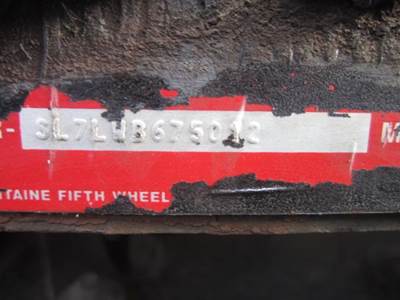 - SL7LWB675012 M
TAINE FIFTH WHEEL